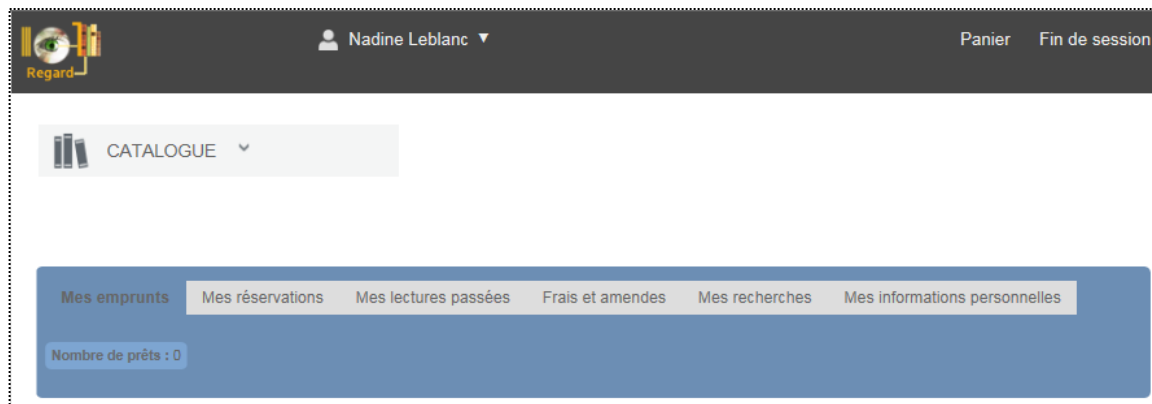 Nadine Leblanc ▼ Panier Fin de session
Regard
CATALOGUE
Mes emprunts Mes réservations Mes lectures passées Frais et amendes Mes recherches Mes informations personnelles
Nombre de prêts : 0